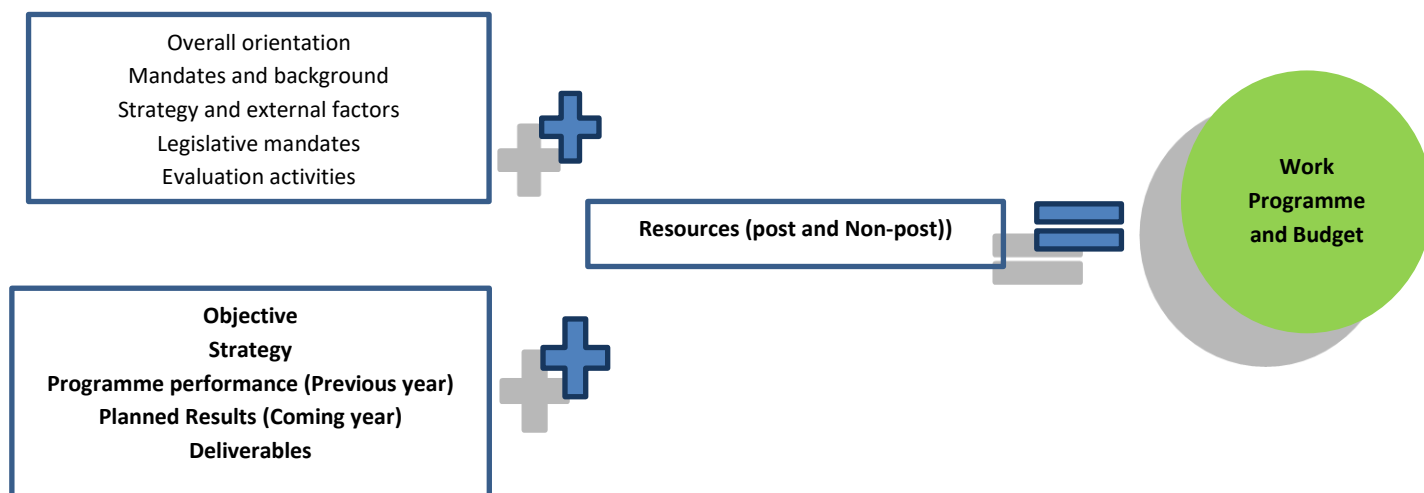 Overall orientation
Mandates and background
Strategy and external factors
Legislative mandates
Evaluation activities
Resources (post and Non-post))
Work
Programme
and Budget
Objective
Strategy
Programme performance (Previous year)
Planned Results (Coming year)
Deliverables